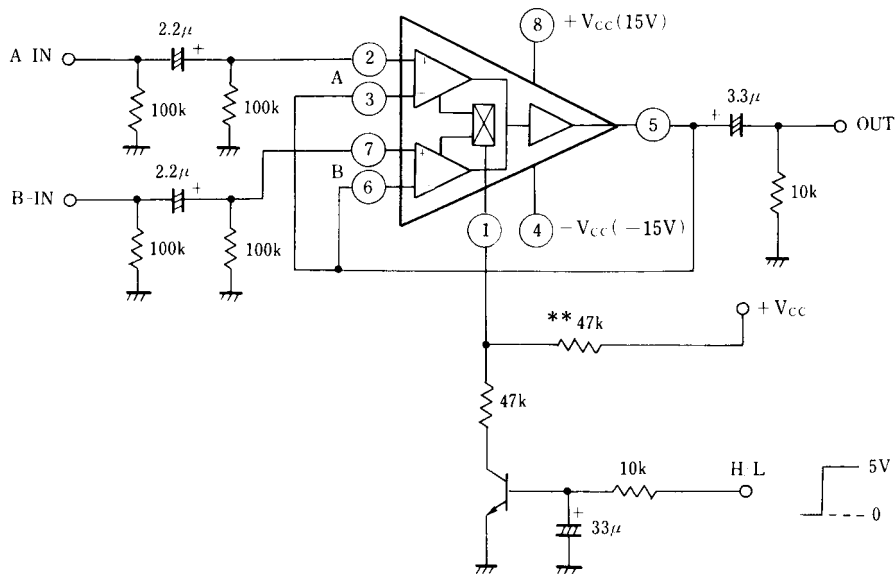 8
+VCC(15V)
2.2μ
+
A IN
2
+
A
3
−
100k
100k
3.3μ
+
OUT
5
2.2μ
+
7
+
B
6
B-IN
10k
1
4
−VCC(−15V)
100k
100k
** 47k
+VCC
47k
10k
H-L
5V
0
+
33μ